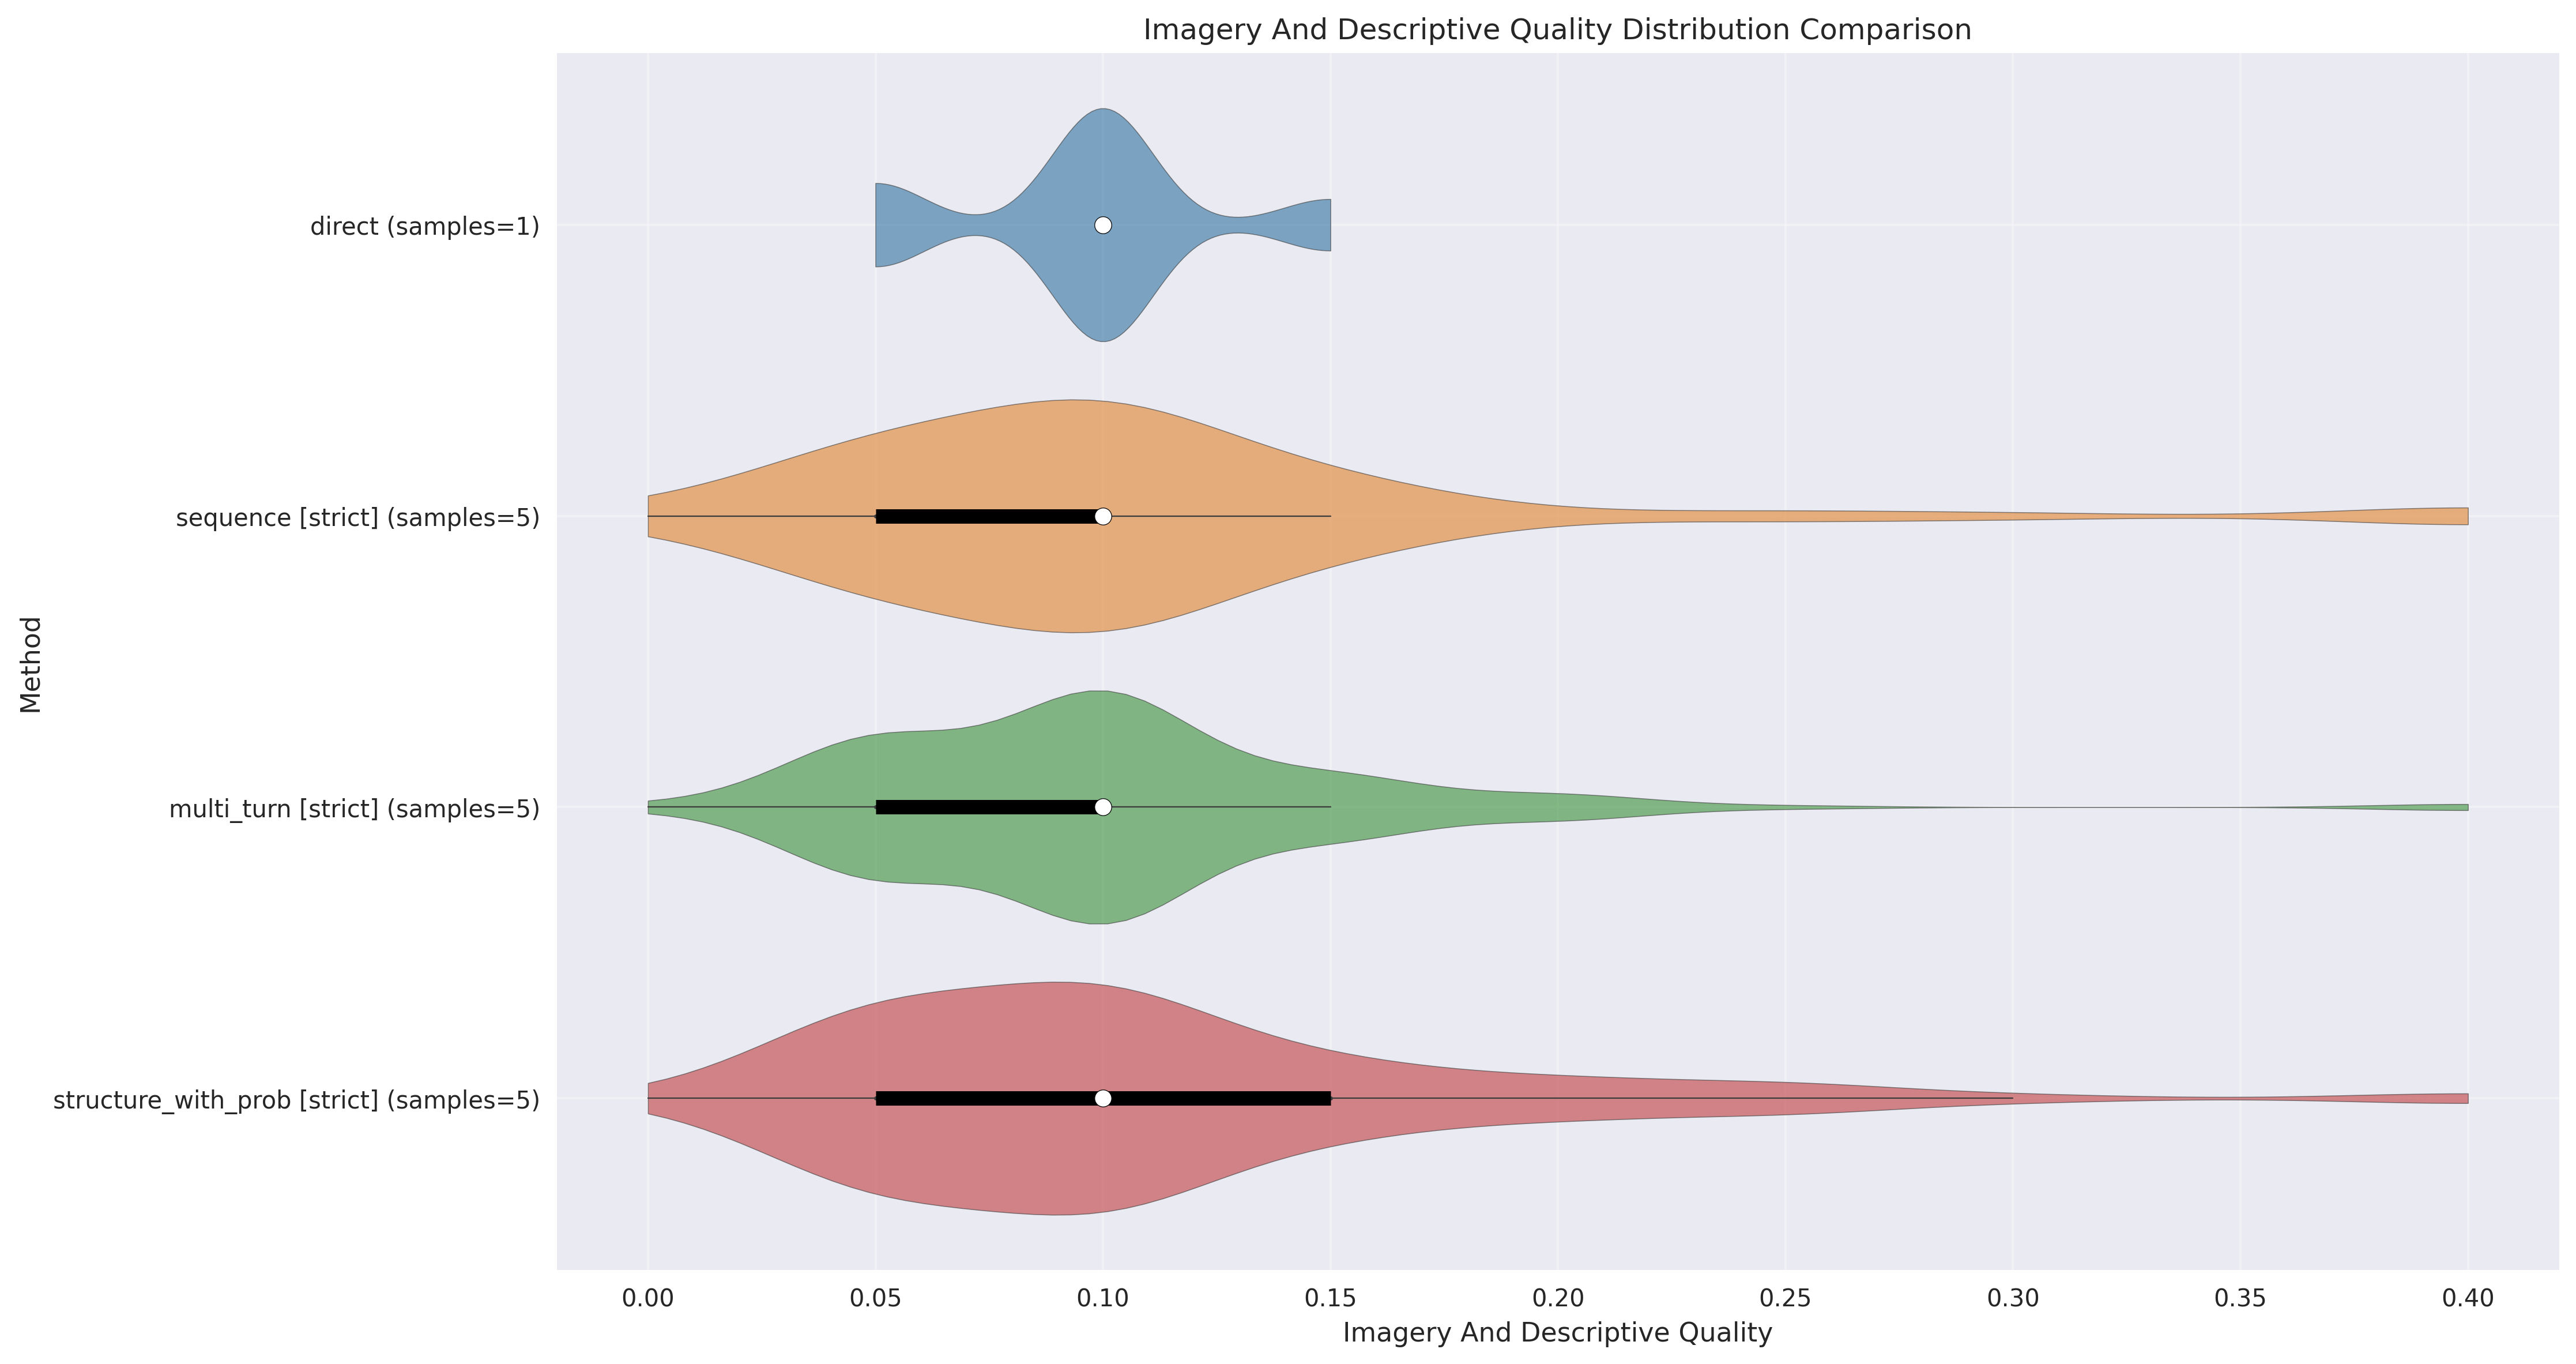 Imagery And Descriptive Quality Distribution Comparison
Method
direct (samples=1)
sequence [strict] (samples=5)
multi_turn [strict] (samples=5)
structure_with_prob [strict] (samples=5)
0.00 0.05 0.10 0.15 0.20 0.25 0.30 0.35 0.40
Imagery And Descriptive Quality